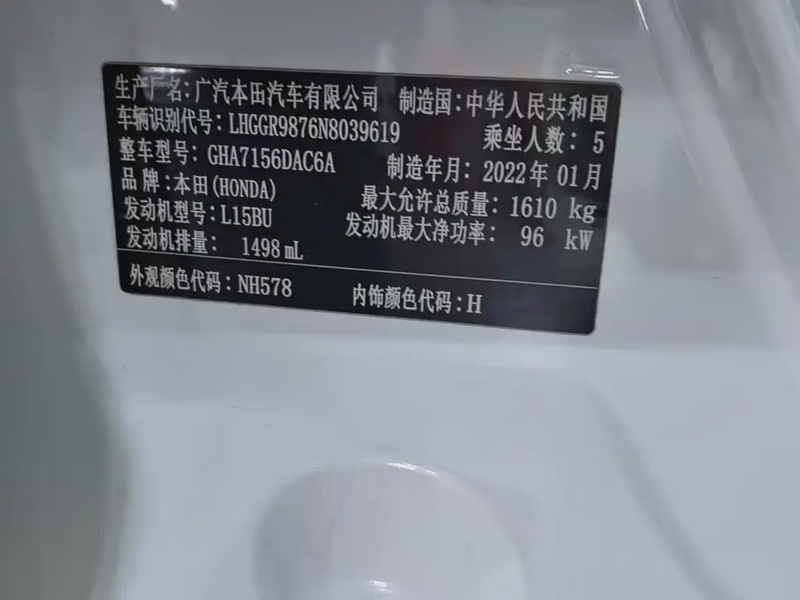 生产厂名：广汽本田汽车有限公司 制造国：中华人民共和国
车辆识别代号：LHGGR9876N8039619 乘坐人数：5
整车型号：GHA7156DAC6A 制造年月：2022年01月
品牌：本田(HONDA) 最大允许总质量：1610 kg
发动机型号：L15BU 发动机最大净功率：96 kW
发动机排量：1498 mL
外观颜色代码：NH578 内饰颜色代码：H